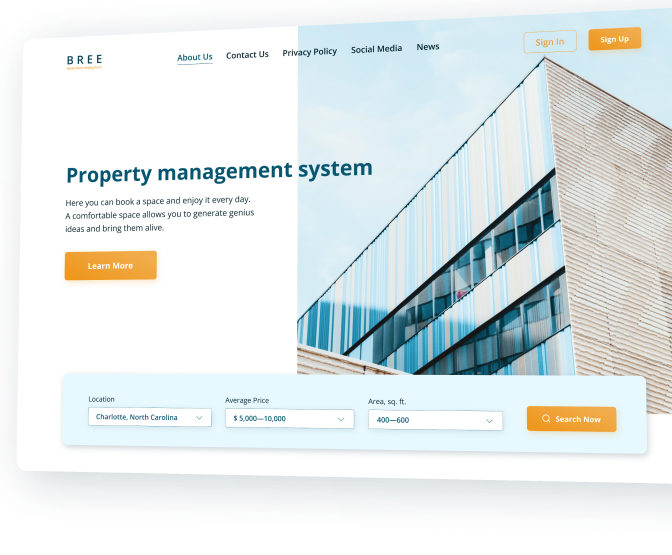 BREE
About Us Contact Us Privacy Policy Social Media News
Sign in
Sign Up
Property management system
Here you can book a space and enjoy it every day.
A comfortable space allows you to generate genius
ideas and bring them alive.
Learn More
Location
Charlotte, North Carolina
Average Price
$ 5,000—10,000
Area, sq. ft.
400—600
Search Now